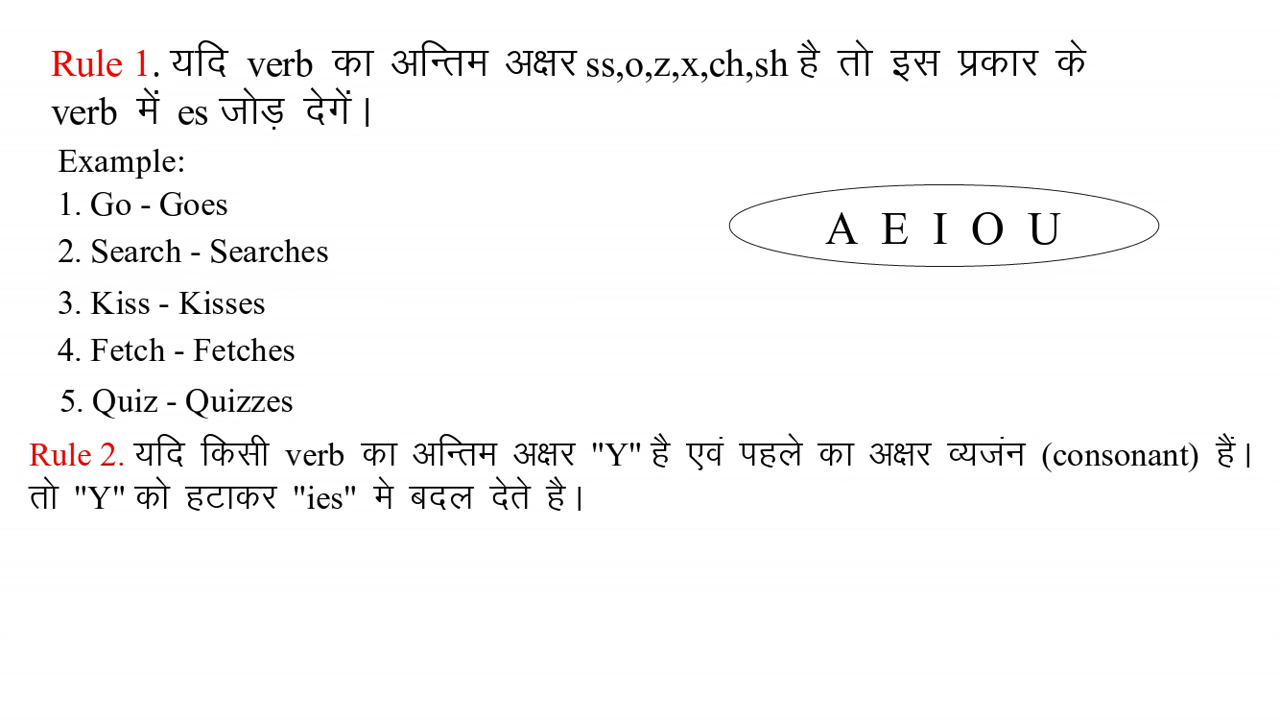 Rule 1. यदि verb का अन्तिम अक्षर ss,o,z,x,ch,sh है तो इस प्रकार के
verb में es जोड़ देगें।
Example:
1. Go - Goes
A E I O U
2. Search - Searches
3. Kiss - Kisses
4. Fetch - Fetches
5. Quiz - Quizzes
Rule 2. यदि किसी verb का अन्तिम अक्षर "Y" है एवं पहले का अक्षर व्यजंन (consonant) हैं।
तो "Y" को हटाकर "ies" मे बदल देते है।